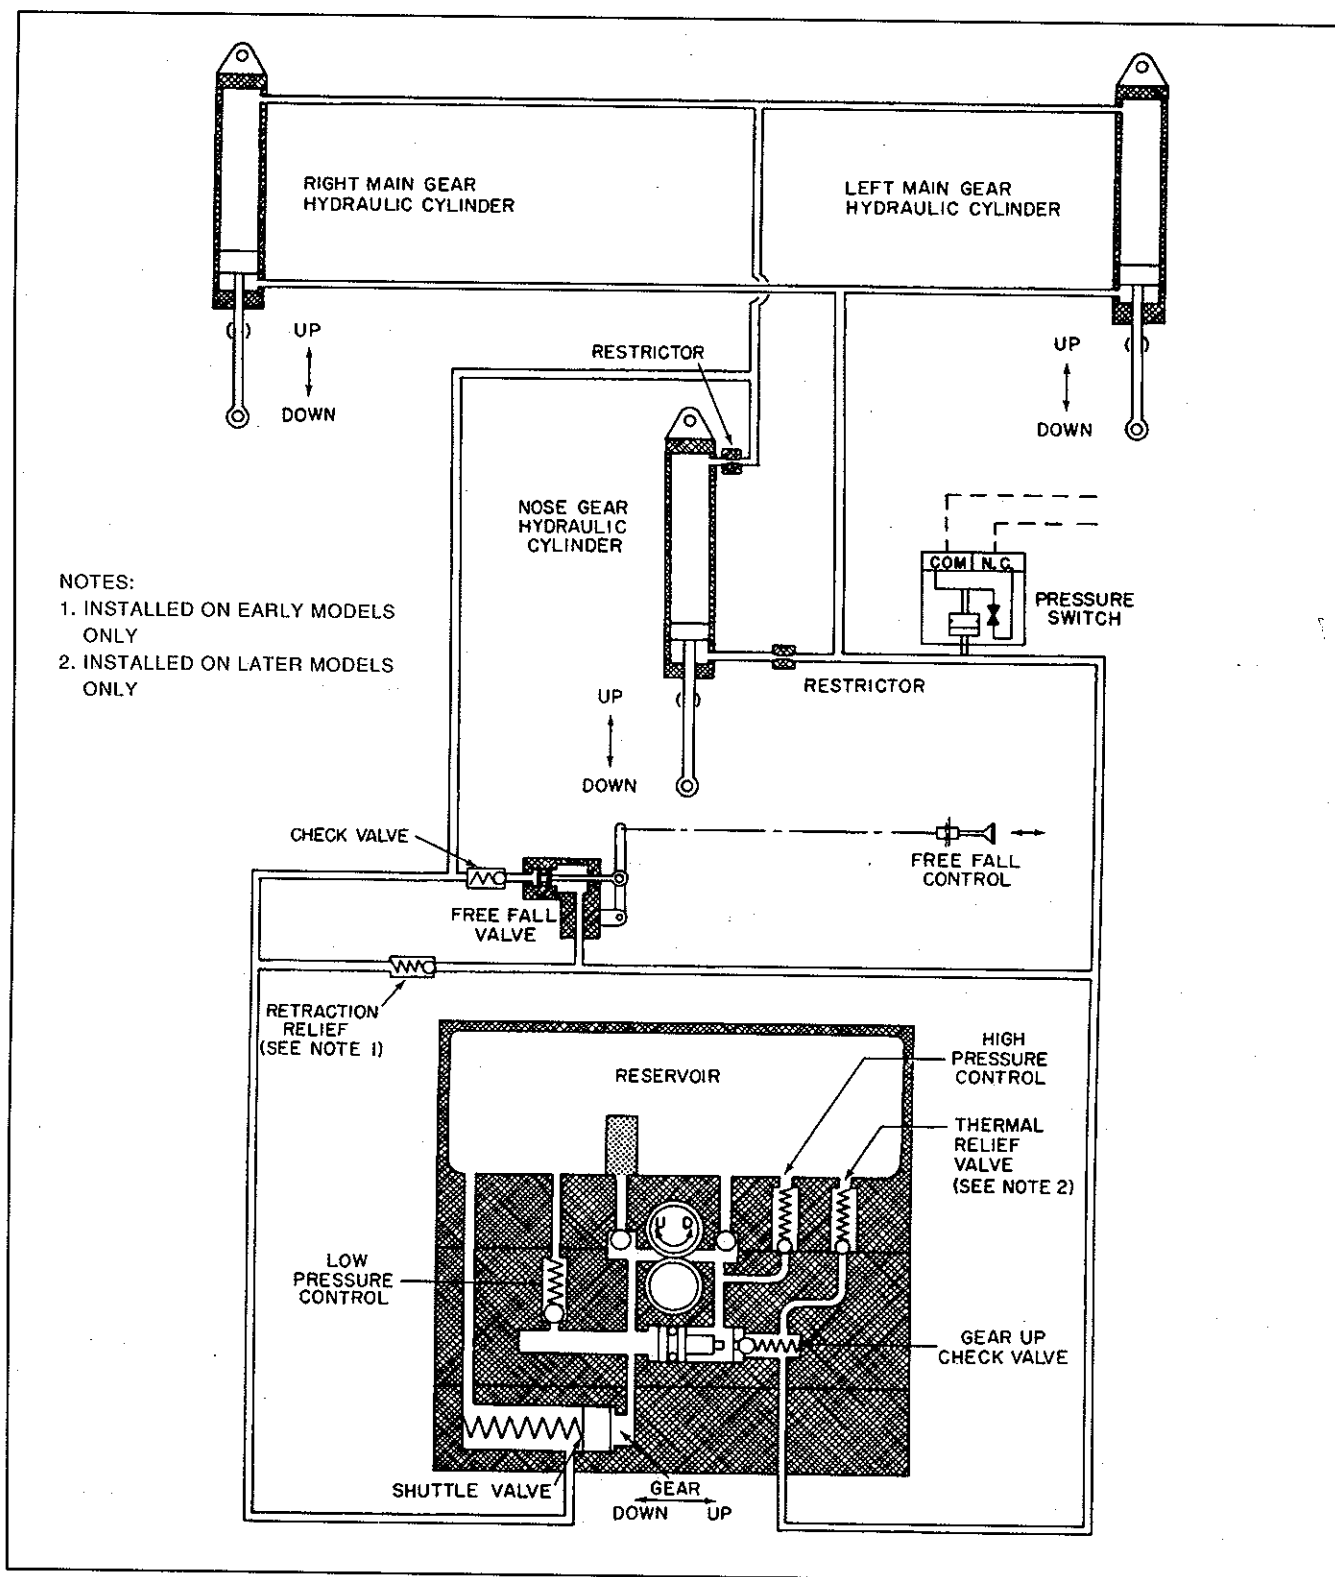 RIGHT MAIN GEAR
HYDRAULIC CYLINDER
LEFT MAIN GEAR
HYDRAULIC CYLINDER
UP
DOWN
RESTRICTOR
UP
DOWN
NOSE GEAR
HYDRAULIC
CYLINDER
COM
N.C.
PRESSURE
SWITCH
NOTES:
1. INSTALLED ON EARLY MODELS
ONLY
2. INSTALLED ON LATER MODELS
ONLY
RESTRICTOR
UP
DOWN
CHECK VALVE
FREE FALL
CONTROL
FREE FALL
VALVE
RETRACTION
RELIEF
(SEE NOTE 1)
RESERVOIR
HIGH
PRESSURE
CONTROL
THERMAL
RELIEF
VALVE
(SEE NOTE 2)
U D
LOW
PRESSURE
CONTROL
GEAR UP
CHECK VALVE
SHUTTLE VALVE
GEAR
DOWN UP